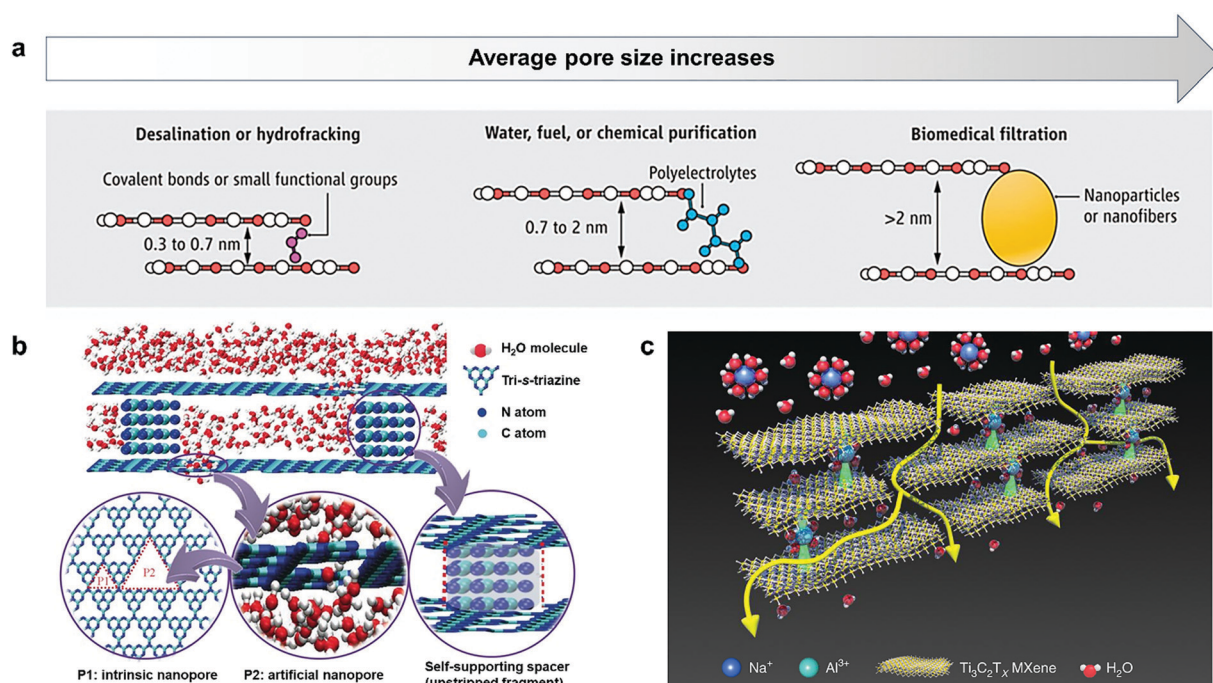 a
Average pore size increases
Desalination or hydrofracking
Covalent bonds or small functional groups
0.3 to 0.7 nm
Water, fuel, or chemical purification
Polyelectrolytes
0.7 to 2 nm
Biomedical filtration
>2 nm
Nanoparticles
or nanofibers
b
H₂O molecule
Tri-s-triazine
N atom
C atom
P1
P2
P1: intrinsic nanopore
P2: artificial nanopore
Self-supporting spacer
(unstripped fragment)
c
Na⁺
Al³⁺
Ti₃C₂Tₓ MXene
H₂O